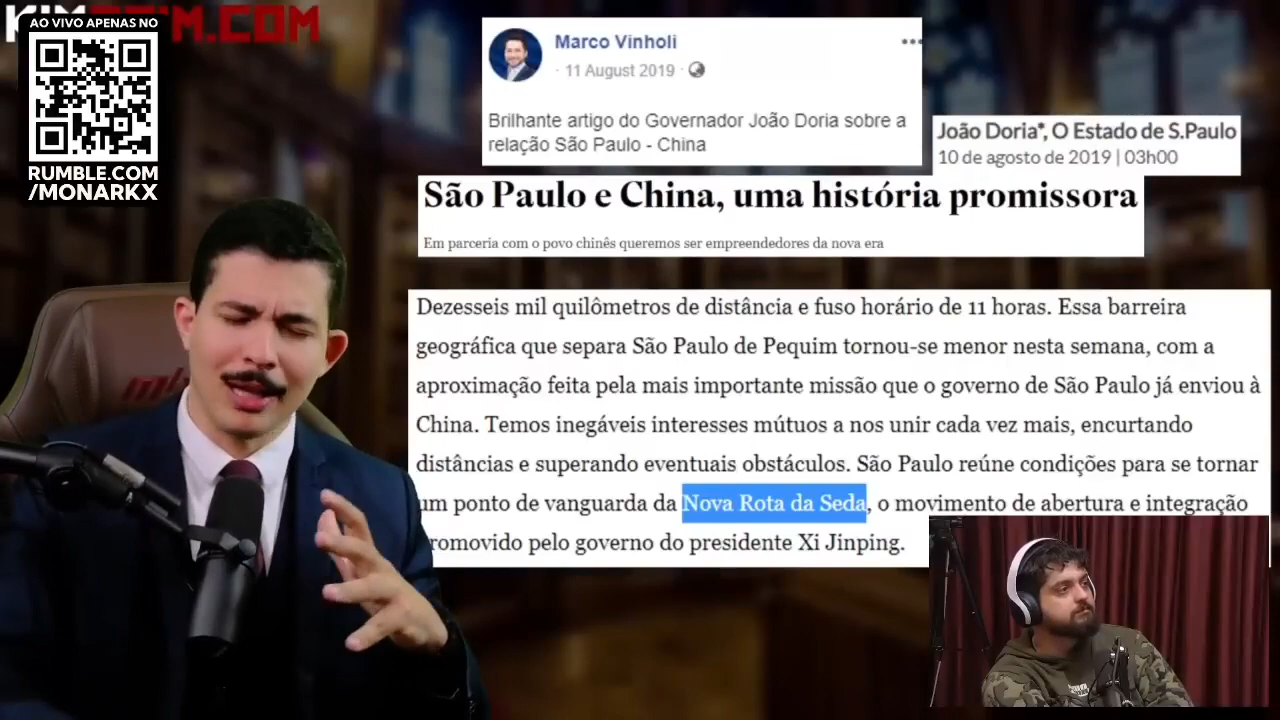 AO VIVO APENAS NO
RUMBLE.COM
/MONARKX
Marco Vinholi
11 August 2019
Brilhante artigo do Governador João Doria sobre a
relação São Paulo - China
João Doria*, O Estado de S.Paulo
10 de agosto de 2019 | 03h00
São Paulo e China, uma história promissora
Em parceria com o povo chinês queremos ser empreendedores da nova era
Dezesseis mil quilômetros de distância e fuso horário de 11 horas. Essa barreira
geográfica que separa São Paulo de Pequim tornou-se menor nesta semana, com a
aproximação feita pela mais importante missão que o governo de São Paulo já enviou à
China. Temos inegáveis interesses mútuos a nos unir cada vez mais, encurtando
distâncias e superando eventuais obstáculos. São Paulo reúne condições para se tornar
um ponto de vanguarda da Nova Rota da Seda, o movimento de abertura e integração
promovido pelo governo do presidente Xi Jinping.